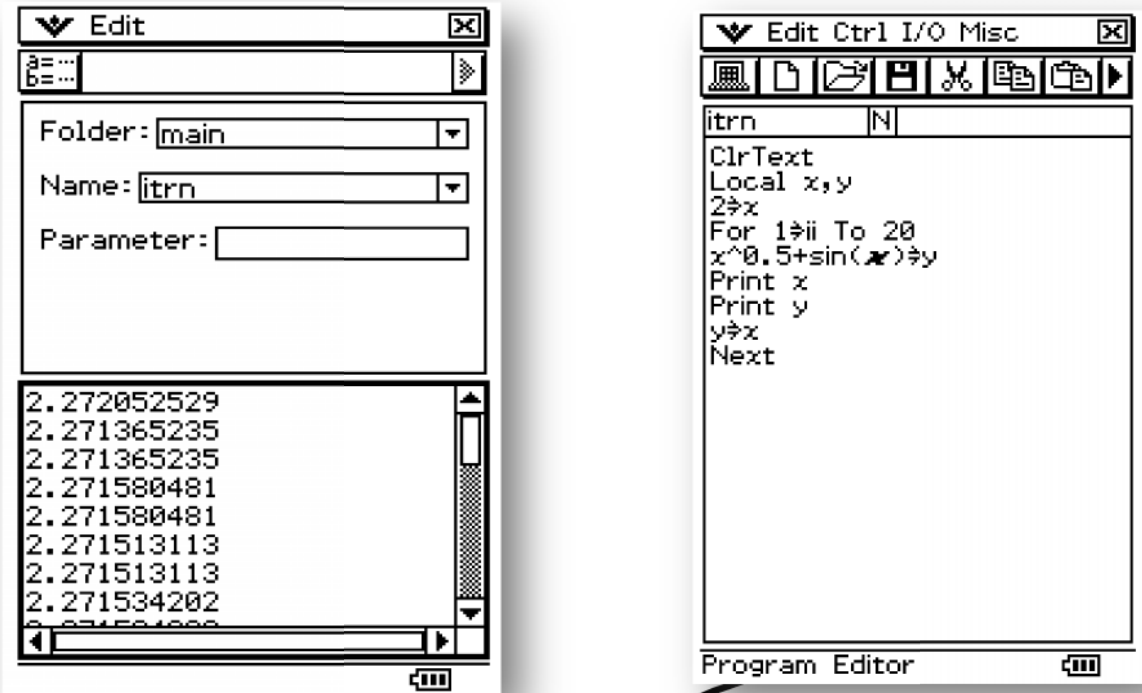 Edit
a=
b=
Folder: main
Name: itrn
Parameter:
2.272052529
2.271365235
2.271365235
2.271580481
2.271580481
2.271513113
2.271513113
2.271534202
Edit Ctrl I/O Misc
itrn N
ClrText
Local x,y
2⇒x
For 1⇒ii To 20
x^0.5+sin(x)⇒y
Print x
Print y
y⇒x
Next
Program Editor